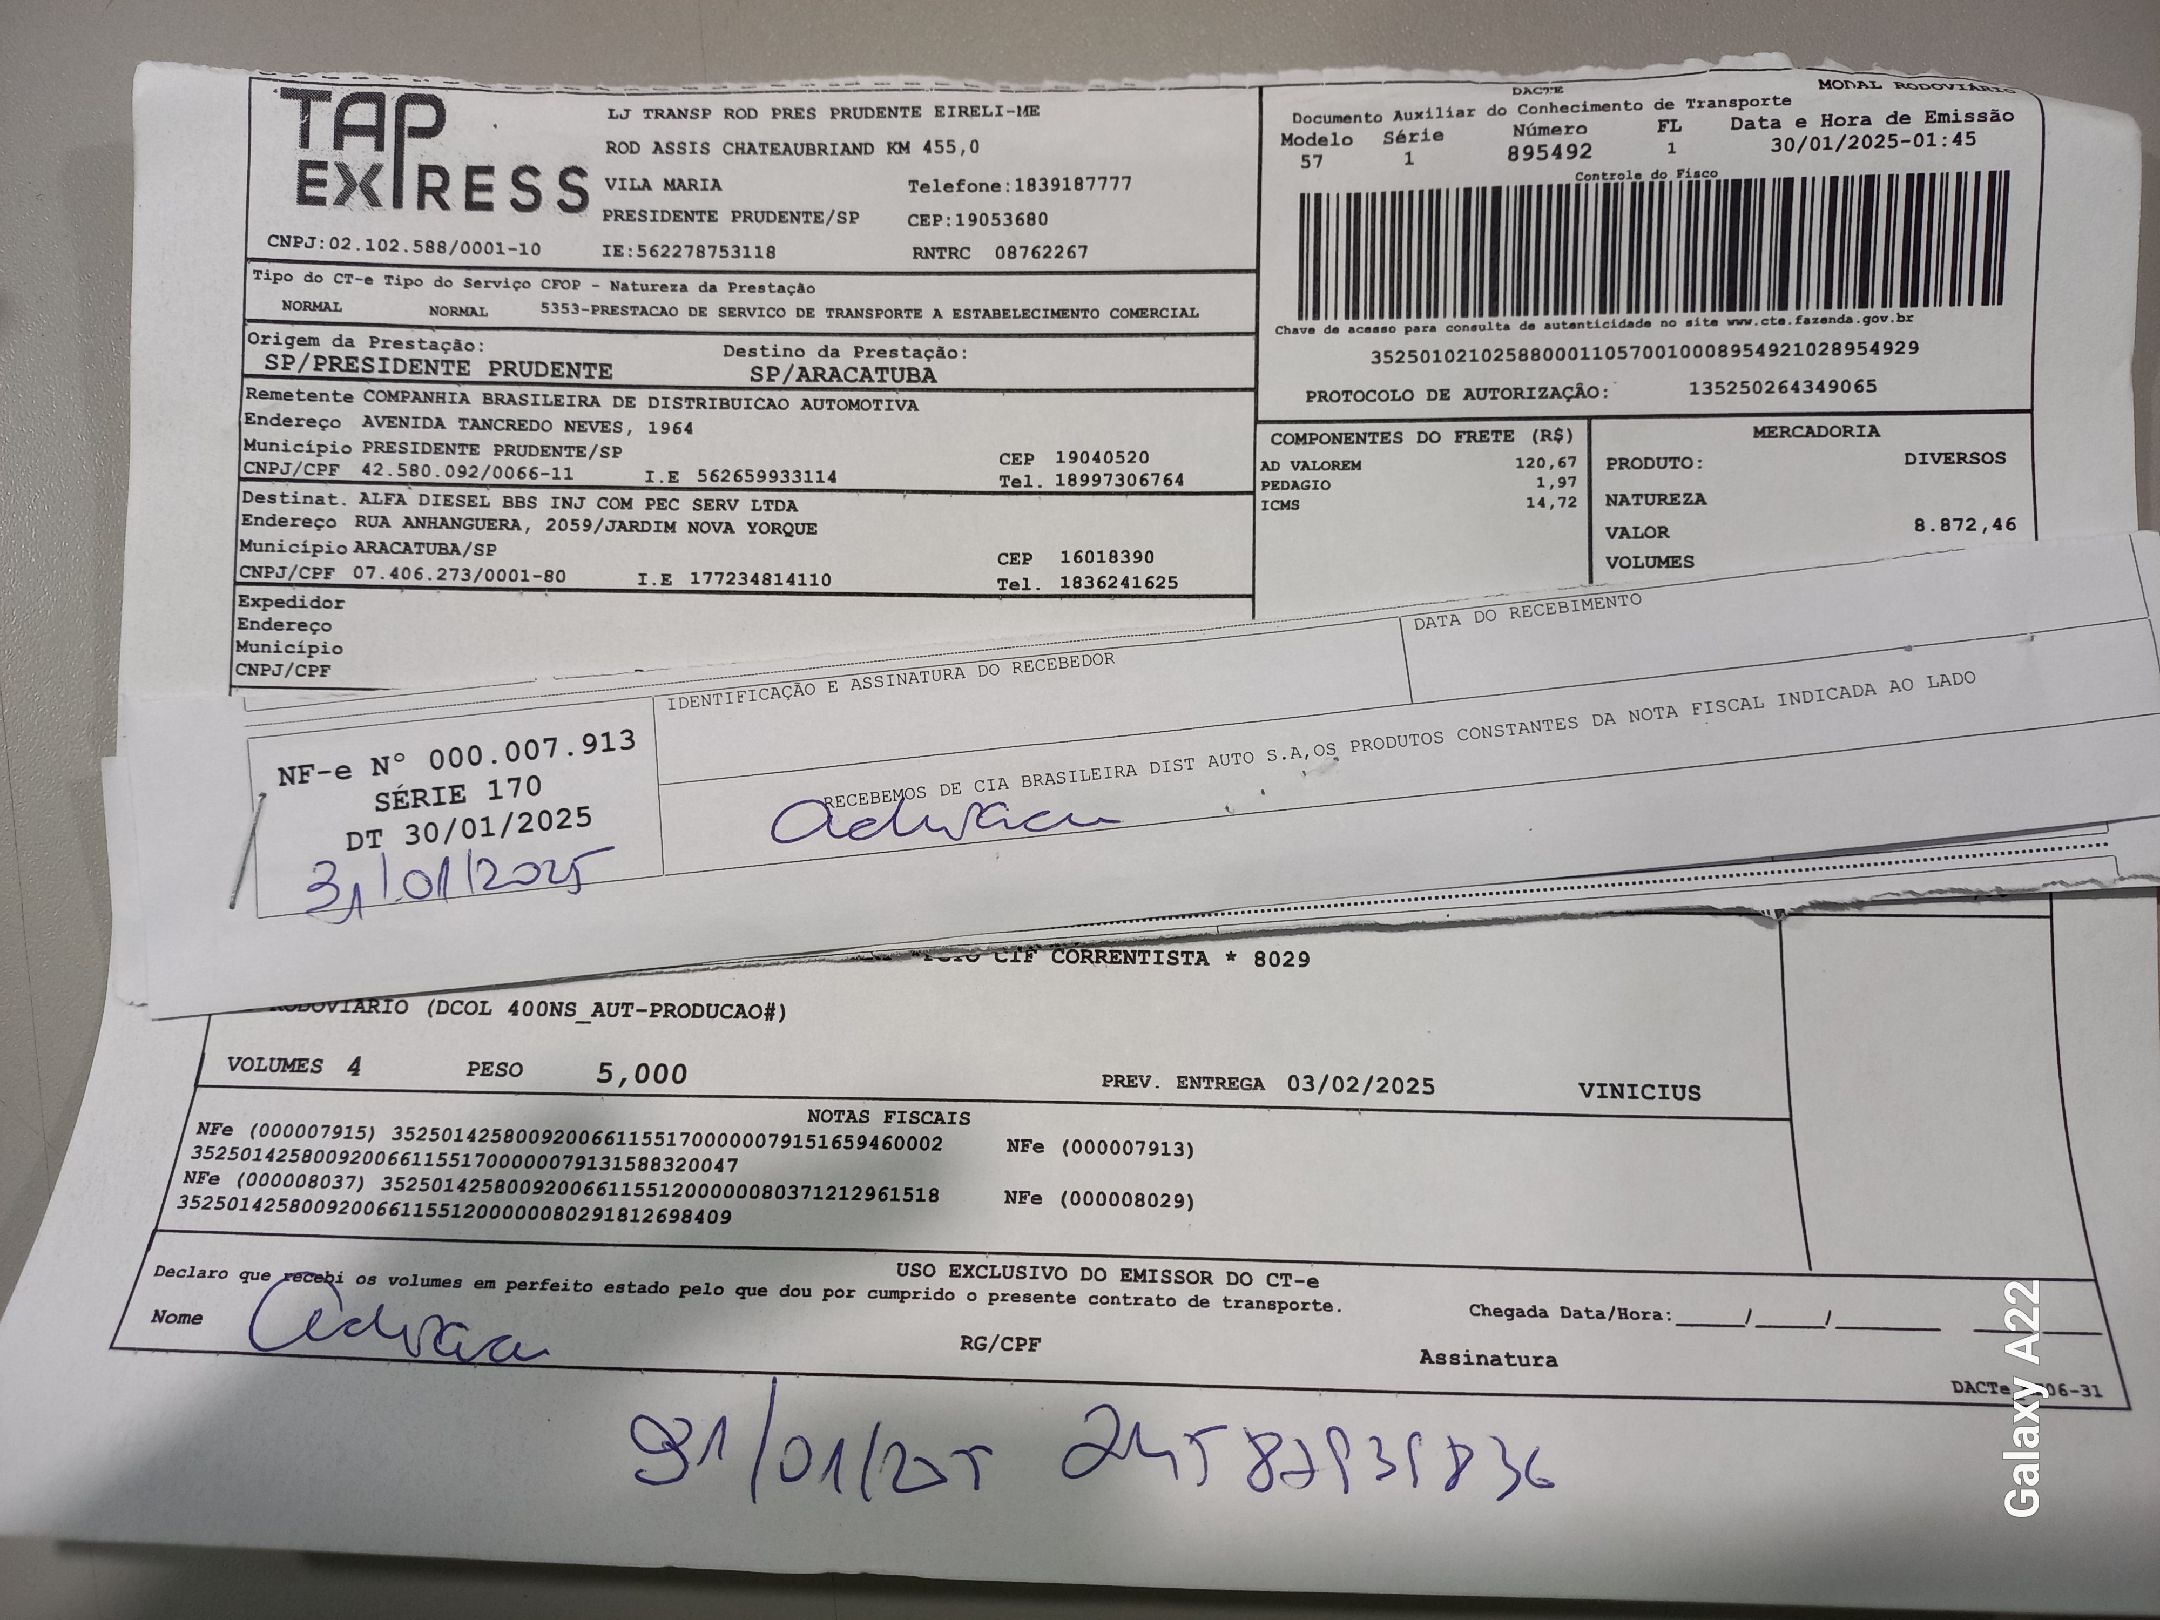 TAP EXPRESS
LJ TRANSP ROD PRES PRUDENTE EIRELI-ME
ROD ASSIS CHATEAUBRIAND KM 455,0
VILA MARIA Telefone:1839187777
PRESIDENTE PRUDENTE/SP CEP:19053680
CNPJ:02.102.588/0001-10 IE:562278753118 RNTRC 08762267
DACTE MODAL RODOVIÁRIO
Documento Auxiliar do Conhecimento de Transporte
Modelo Série Número FL Data e Hora de Emissão
57 1 895492 1 30/01/2025-01:45
Controle do Fisco
Chave de acesso para consulta de autenticidade no site www.cte.fazenda.gov.br
35250102102588000110570010008954921028954929
PROTOCOLO DE AUTORIZAÇÃO: 135250264349065
Tipo do CT-e Tipo do Serviço CFOP - Natureza da Prestação
NORMAL NORMAL 5353-PRESTACAO DE SERVICO DE TRANSPORTE A ESTABELECIMENTO COMERCIAL
Origem da Prestação: Destino da Prestação:
SP/PRESIDENTE PRUDENTE SP/ARACATUBA
Remetente COMPANHIA BRASILEIRA DE DISTRIBUICAO AUTOMOTIVA
Endereço AVENIDA TANCREDO NEVES, 1964
Município PRESIDENTE PRUDENTE/SP CEP 19040520
CNPJ/CPF 42.580.092/0066-11 I.E 562659933114 Tel. 18997306764
Destinat. ALFA DIESEL BBS INJ COM PEC SERV LTDA
Endereço RUA ANHANGUERA, 2059/JARDIM NOVA YORQUE
Município ARACATUBA/SP CEP 16018390
CNPJ/CPF 07.406.273/0001-80 I.E 177234814110 Tel. 1836241625
Expedidor
Endereço
Município
CNPJ/CPF
COMPONENTES DO FRETE (R$)
AD VALOREM 120,67
PEDAGIO 1,97
ICMS 14,72
MERCADORIA
PRODUTO: DIVERSOS
NATUREZA
VALOR 8.872,46
VOLUMES
IDENTIFICAÇÃO E ASSINATURA DO RECEBEDOR DATA DO RECEBIMENTO
NF-e N° 000.007.913
SÉRIE 170
DT 30/01/2025
31/01/2025
RECEBEMOS DE CIA BRASILEIRA DIST AUTO S.A,OS PRODUTOS CONSTANTES DA NOTA FISCAL INDICADA AO LADO
CIF CORRENTISTA * 8029
RODOVIARIO (DCOL 400NS_AUT-PRODUCAO#)
VOLUMES 4 PESO 5,000 PREV. ENTREGA 03/02/2025 VINICIUS
NOTAS FISCAIS
NFe (000007915) 35250142580092006611551700000079151659460002 NFe (000007913)
35250142580092006611551700000079131588320047
NFe (000008037) 35250142580092006611551200000080371212961518 NFe (000008029)
35250142580092006611551200000080291812698409
USO EXCLUSIVO DO EMISSOR DO CT-e
Declaro que recebi os volumes em perfeito estado pelo que dou por cumprido o presente contrato de transporte.
Nome RG/CPF Assinatura Chegada Data/Hora:_____/_____/________
DACTe 06-31
31/01/205
Galaxy A22